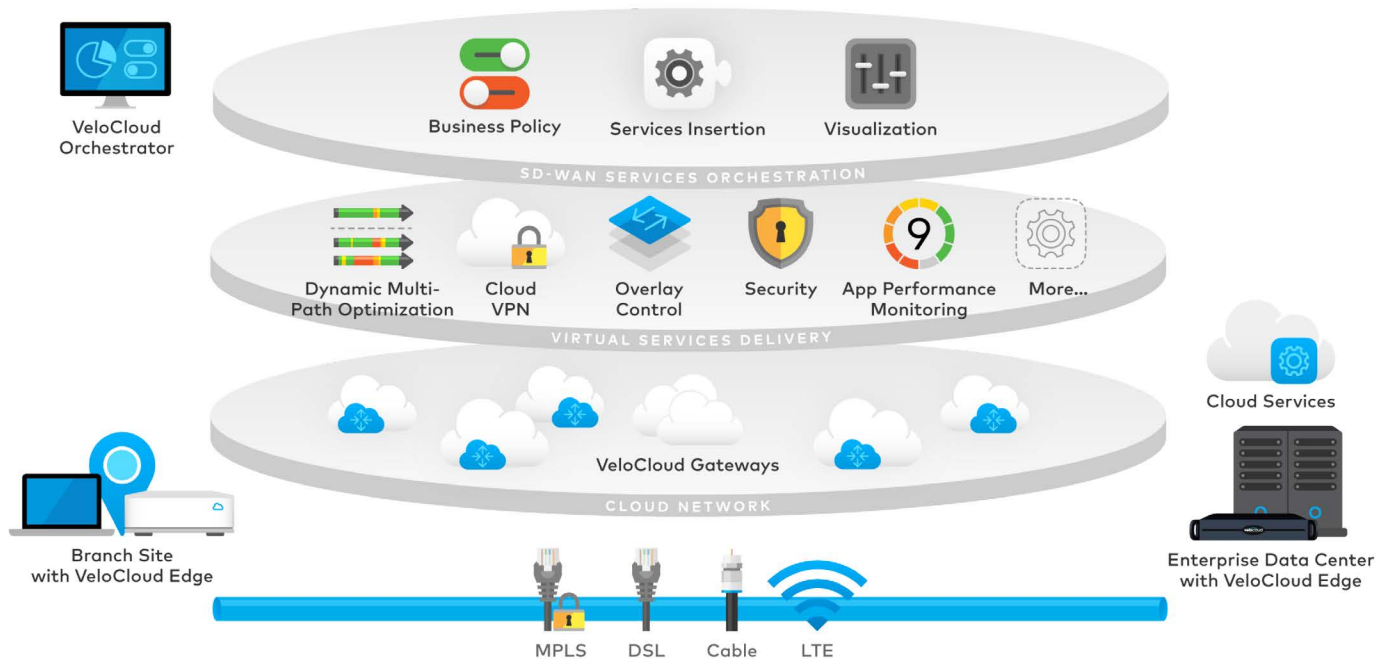 VeloCloud
Orchestrator
Business Policy
Services Insertion
Visualization
SD-WAN SERVICES ORCHESTRATION
Dynamic Multi-
Path Optimization
Cloud
VPN
Overlay
Control
Security
9
App Performance
Monitoring
More...
VIRTUAL SERVICES DELIVERY
Cloud Services
VeloCloud Gateways
CLOUD NETWORK
Branch Site
with VeloCloud Edge
velocloud
Enterprise Data Center
with VeloCloud Edge
MPLS
DSL
Cable
LTE